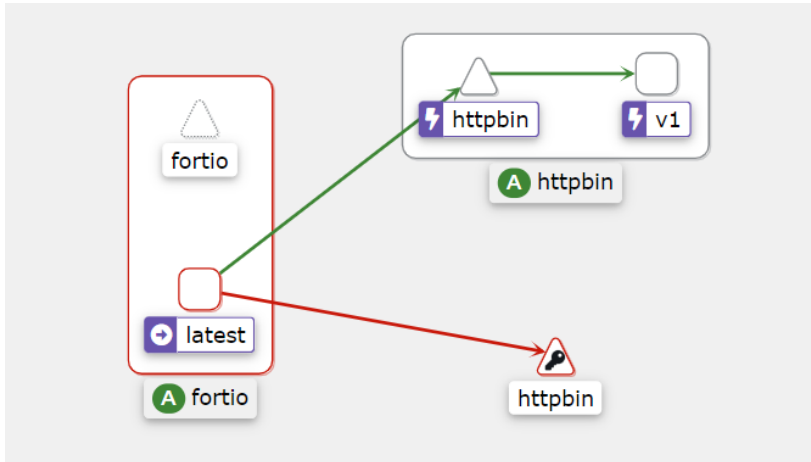 fortio
latest
A fortio
httpbin
v1
A httpbin
httpbin